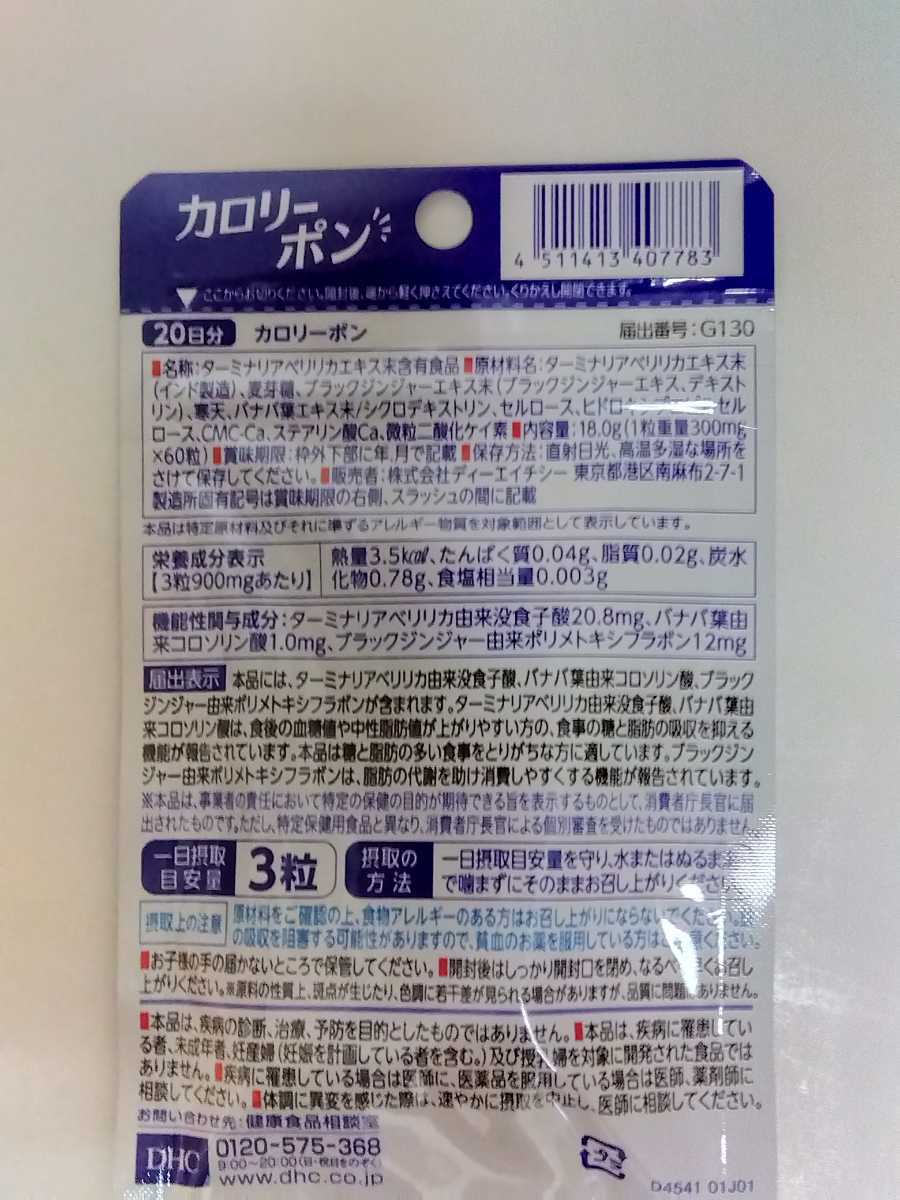 カロリー
ポン
4 511413 407783
▼ここからお切りください。開封後、端から軽く押さえてください。くりかえし開閉できます。
20日分 カロリーポン 届出番号:G130
■名称:ターミナリアベリリカエキス末含有食品 ■原材料名:ターミナリアベリリカエキス末
(インド製造)、麦芽糖、ブラックジンジャーエキス末(ブラックジンジャーエキス、デキスト
リン)、寒天、バナバ葉エキス末/シクロデキストリン、セルロース、ヒドロキシプロピルセル
ロース、CMC-Ca、ステアリン酸Ca、微粒二酸化ケイ素 ■内容量:18.0g(1粒重量300mg
×60粒) ■賞味期限:枠外下部に年.月で記載 ■保存方法:直射日光、高温多湿な場所を
さけて保存してください。 ■販売者:株式会社ディーエイチシー 東京都港区南麻布2-7-1
製造所固有記号は賞味期限の右側、スラッシュの間に記載
本品は特定原材料及びそれに準ずるアレルギー物質を対象範囲として表示しています。
栄養成分表示 熱量3.5kcal、たんぱく質0.04g、脂質0.02g、炭水
【3粒900mgあたり】 化物0.78g、食塩相当量0.003g
機能性関与成分:ターミナリアベリリカ由来没食子酸20.8mg、バナバ葉由
来コロソリン酸1.0mg、ブラックジンジャー由来ポリメトキシフラボン12mg
届出表示 本品には、ターミナリアベリリカ由来没食子酸、バナバ葉由来コロソリン酸、ブラック
ジンジャー由来ポリメトキシフラボンが含まれます。ターミナリアベリリカ由来没食子酸、バナバ葉由
来コロソリン酸は、食後の血糖値や中性脂肪値が上がりやすい方の、食事の糖と脂肪の吸収を抑える
機能が報告されています。本品は糖と脂肪の多い食事をとりがちな方に適しています。ブラックジン
ジャー由来ポリメトキシフラボンは、脂肪の代謝を助け消費しやすくする機能が報告されています。
※本品は、事業者の責任において特定の保健の目的が期待できる旨を表示するものとして、消費者庁長官に届
出されたものです。ただし、特定保健用食品と異なり、消費者庁長官による個別審査を受けたものではありません
一日摂取
目安量 3粒
摂取の
方法
一日摂取目安量を守り、水またはぬるま
で噛まずにそのままお召し上がりください
摂取上の注意 原材料をご確認の上、食物アレルギーのある方はお召し上がりにならないでください。
の吸収を阻害する可能性がありますので、貧血のお薬を服用している方はご 意ください。
■お子様の手の届かないところで保管してください。 ■開封後はしっかり開封口を閉め、なるべく早くお召し
上がりください。※原料の性質上、斑点が生じたり、色調に若干差が見られる場合がありますが、品質に問題はありません。
■本品は、疾病の診断、治療、予防を目的としたものではありません。 ■本品は、疾病に罹患してい
る者、未成年者、妊産婦(妊娠を計画している者を含む。)及び授乳婦を対象に開発された食品では
ありません。 ■疾病に罹患している場合は医師に、医薬品を服用している場合は医師、薬剤師に
相談してください。 ■体調に異変を感じた際は、速やかに摂取を中止し、医師に相談してください。
お問い合わせ先:健康食品相談室
DHC
0120-575-368
9:00~20:00(日・祝日をのぞく)
www.dhc.co.jp
D4541 01J01